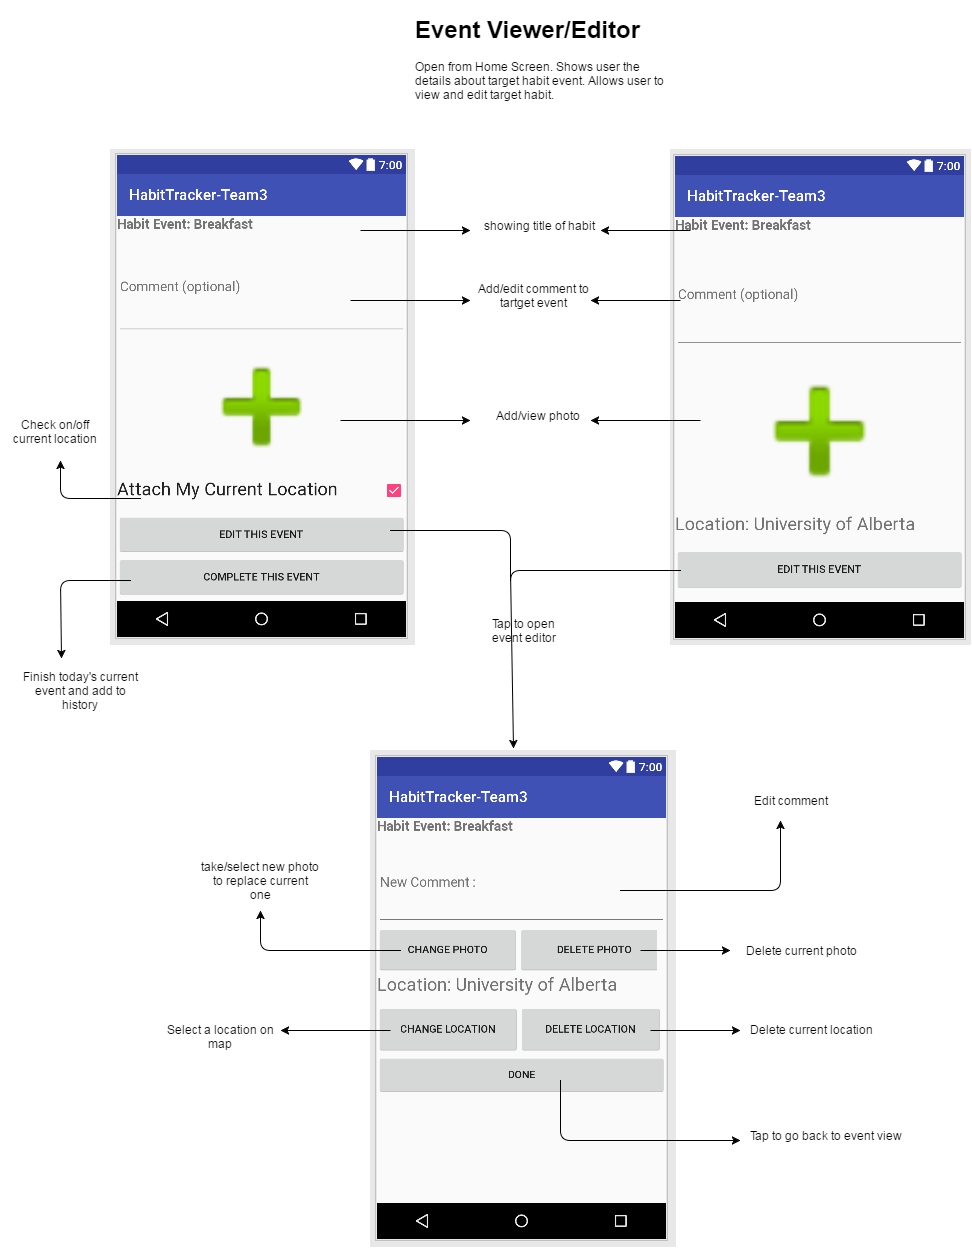 Event Viewer/Editor
Open from Home Screen. Shows user the
details about target habit event. Allows user to
view and edit target habit.
7:00
HabitTracker-Team3
Habit Event: Breakfast
Comment (optional)
Attach My Current Location
EDIT THIS EVENT
COMPLETE THIS EVENT
Check on/off
current location
Finish today's current
event and add to
history
showing title of habit
Add/edit comment to
tartget event
Add/view photo
Tap to open
event editor
7:00
HabitTracker-Team3
Habit Event: Breakfast
Comment (optional)
Location: University of Alberta
EDIT THIS EVENT
7:00
HabitTracker-Team3
Habit Event: Breakfast
New Comment :
CHANGE PHOTO
DELETE PHOTO
Location: University of Alberta
CHANGE LOCATION
DELETE LOCATION
DONE
take/select new photo
to replace current
one
Select a location on
map
Edit comment
Delete current photo
Delete current location
Tap to go back to event view